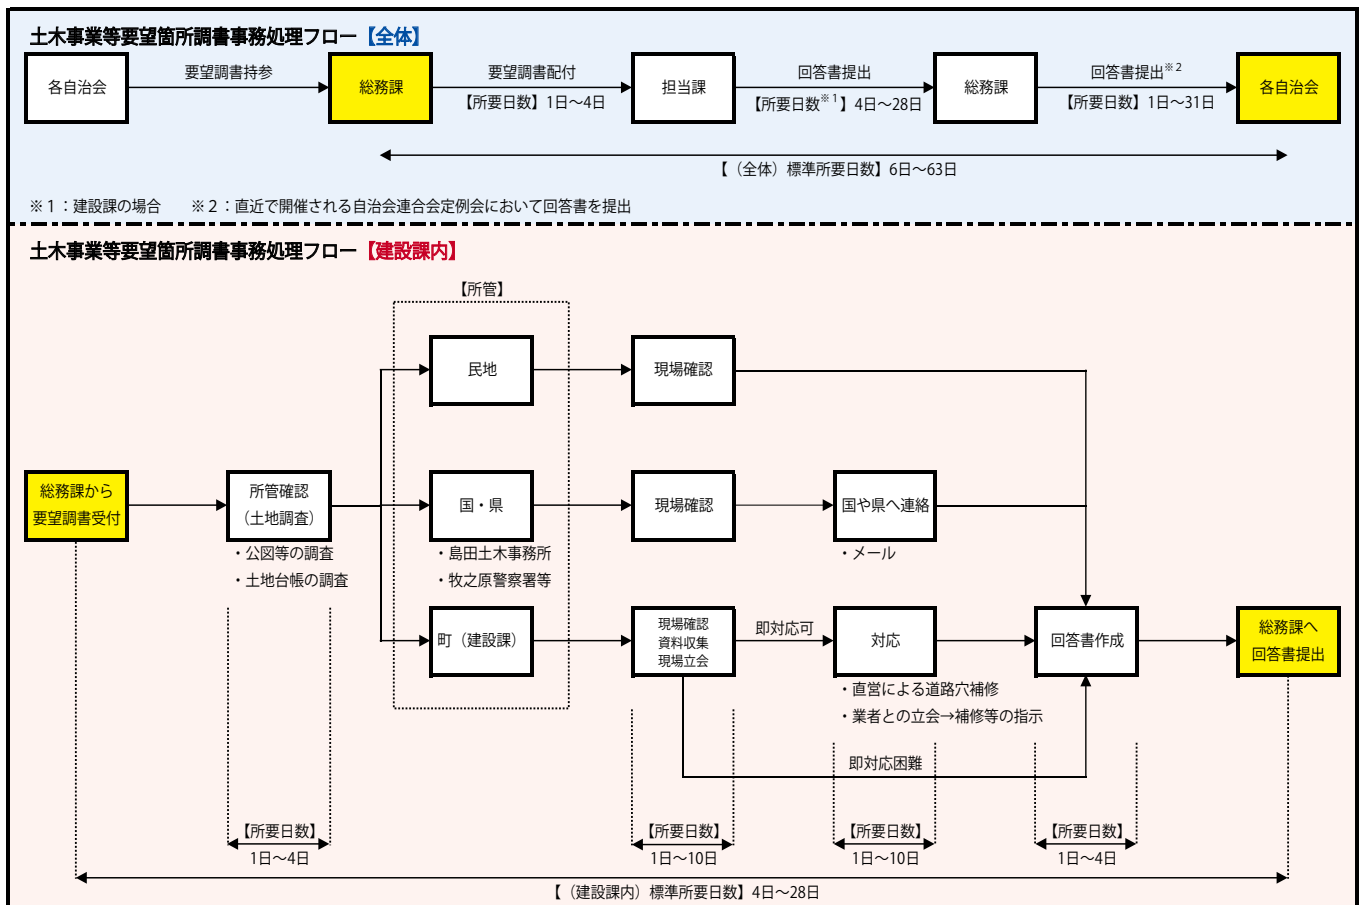 土木事業等要望箇所調書事務処理フロー【全体】
各自治会
要望調書持参
総務課
要望調書配付
【所要日数】1日～4日
担当課
回答書提出
【所要日数※1】4日～28日
総務課
回答書提出※2
【所要日数】1日～31日
各自治会
【（全体）標準所要日数】6日～63日
※1：建設課の場合　※2：直近で開催される自治会連合会定例会において回答書を提出
土木事業等要望箇所調書事務処理フロー【建設課内】
【所管】
民地
現場確認
総務課から
要望調書受付
所管確認
（土地調査）
・公図等の調査
・土地台帳の調査
国・県
・島田土木事務所
・牧之原警察署等
現場確認
国や県へ連絡
・メール
町（建設課）
現場確認
資料収集
現場立会
即対応可
対応
・直営による道路穴補修
・業者との立会→補修等の指示
回答書作成
総務課へ
回答書提出
即対応困難
【所要日数】
1日～4日
【所要日数】
1日～10日
【所要日数】
1日～10日
【所要日数】
1日～4日
【（建設課内）標準所要日数】4日～28日